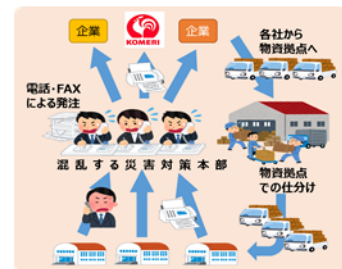 企業
KOMERI
企業
各社から
物資拠点へ
電話・FAX
による発注
混乱する災害対策本部
物資拠点
での仕分け